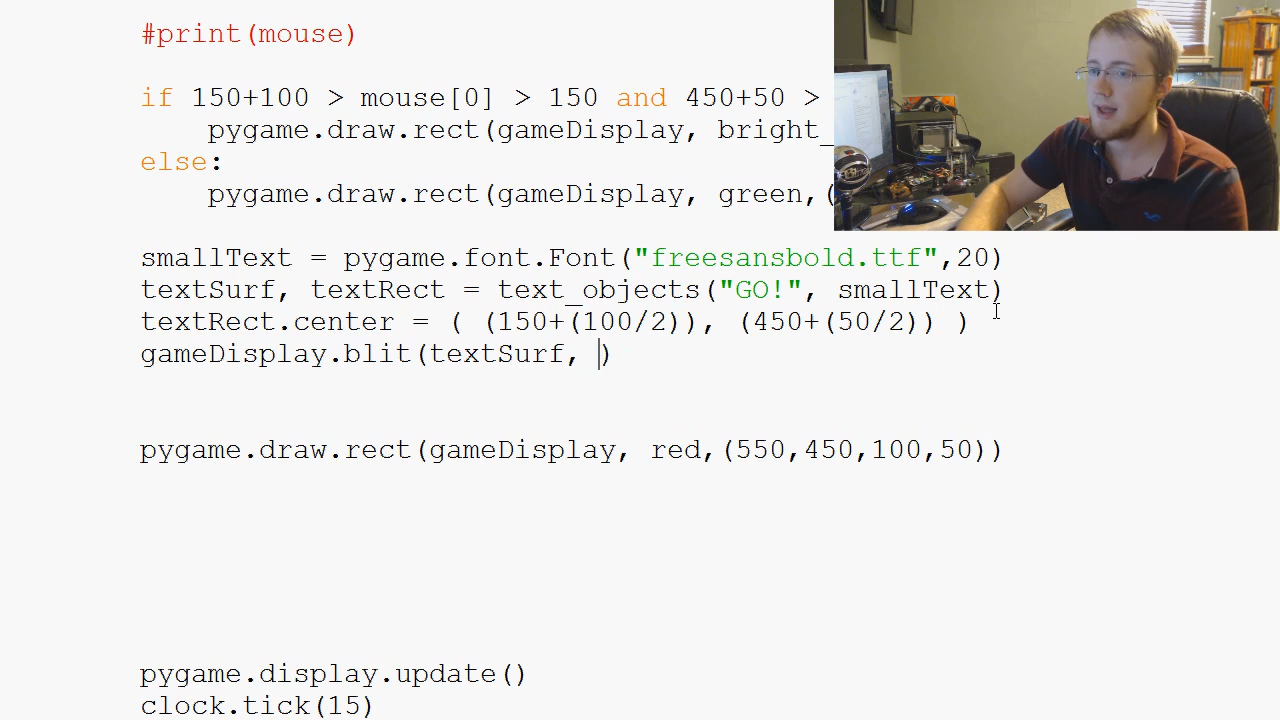 #print(mouse)
if 150+100 > mouse[0] > 150 and 450+50 >
pygame.draw.rect(gameDisplay, bright_
else:
pygame.draw.rect(gameDisplay, green,(
smallText = pygame.font.Font("freesansbold.ttf",20)
textSurf, textRect = text_objects("GO!", smallText)
textRect.center = ( (150+(100/2)), (450+(50/2)) )
gameDisplay.blit(textSurf, )
pygame.draw.rect(gameDisplay, red,(550,450,100,50))
pygame.display.update()
clock.tick(15)